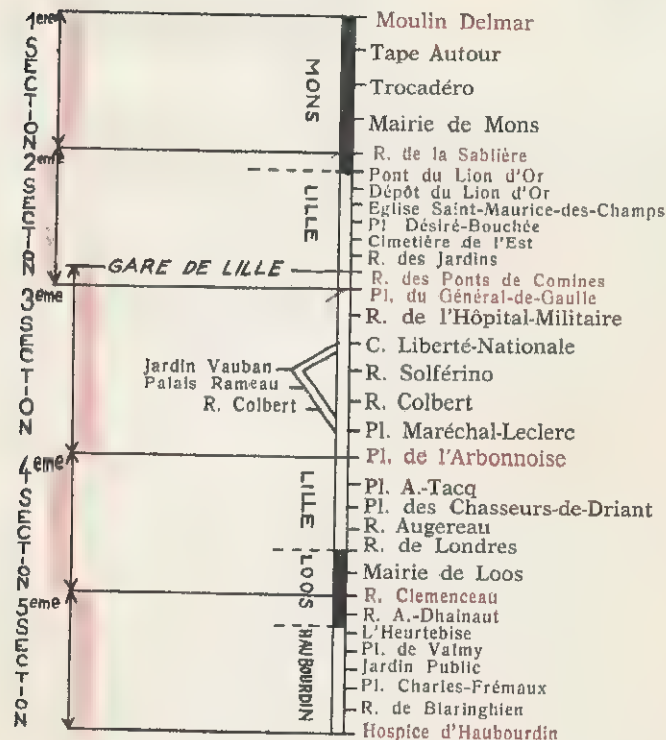 1ere SECTION
2eme SECTION
3ème SECTION
4eme SECTION
5eme SECTION
MONS
LILLE
GARE DE LILLE
LILLE
LOOS
HAUBOURDIN
Jardin Vauban
Palais Rameau
R. Colbert
Moulin Delmar
Tape Autour
Trocadéro
Mairie de Mons
R. de la Sablière
Pont du Lion d'Or
Dépôt du Lion d'Or
Eglise Saint-Maurice-des-Champs
Pl. Désiré-Bouchée
Cimetière de l'Est
R. des Jardins
R. des Ponts de Comines
Pl. du Général-de-Gaulle
R. de l'Hôpital-Militaire
C. Liberté-Nationale
R. Solférino
R. Colbert
Pl. Maréchal-Leclerc
Pl. de l'Arbonnoise
Pl. A.-Tacq
Pl. des Chasseurs-de-Driant
R. Augereau
R. de Londres
Mairie de Loos
R. Clemenceau
R. A.-Dhainaut
L'Heurtebise
Pl. de Valmy
Jardin Public
Pl. Charles-Frémaux
R. de Blaringhien
Hospice d'Haubourdin